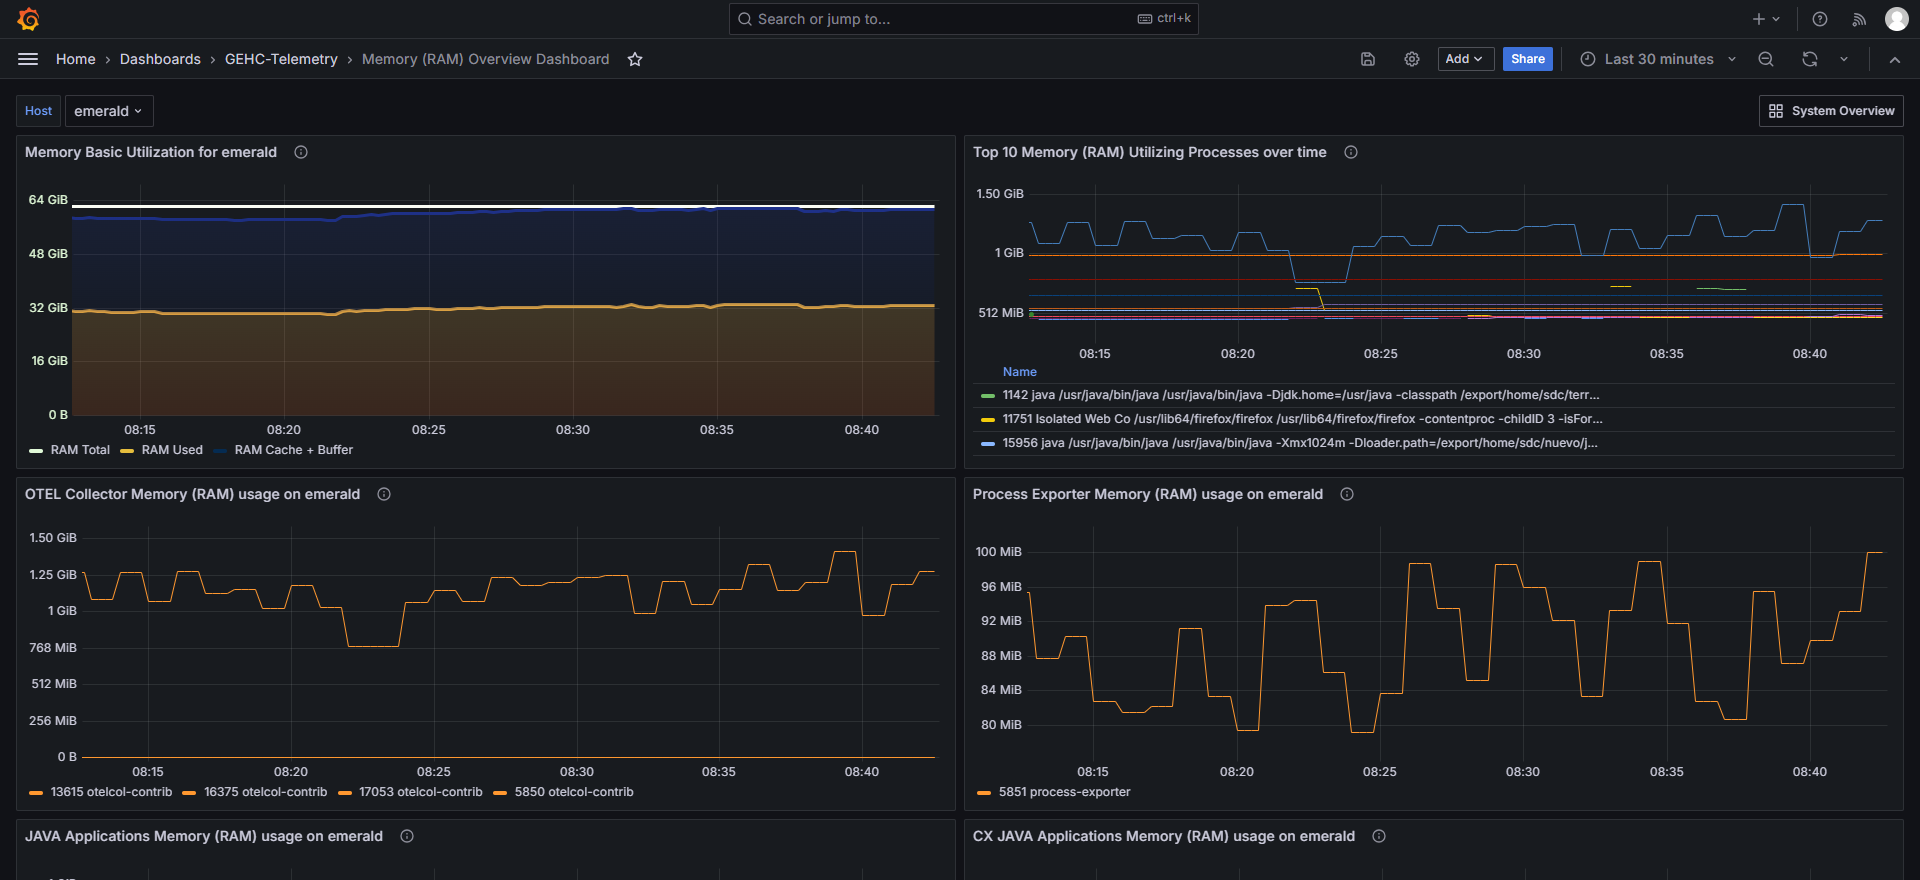 Search or jump to...
ctrl+k
Home › Dashboards › GEHC-Telemetry › Memory (RAM) Overview Dashboard
Add
Share
Last 30 minutes
Host
emerald
System Overview
Memory Basic Utilization for emerald
64 GiB
48 GiB
32 GiB
16 GiB
0 B
08:15 08:20 08:25 08:30 08:35 08:40
RAM Total RAM Used RAM Cache + Buffer
Top 10 Memory (RAM) Utilizing Processes over time
1.50 GiB
1 GiB
512 MiB
08:15 08:20 08:25 08:30 08:35 08:40
Name
1142 java /usr/java/bin/java /usr/java/bin/java -Djdk.home=/usr/java -classpath /export/home/sdc/terr...
11751 Isolated Web Co /usr/lib64/firefox/firefox /usr/lib64/firefox/firefox -contentproc -childID 3 -isFor...
15956 java /usr/java/bin/java /usr/java/bin/java -Xmx1024m -Dloader.path=/export/home/sdc/nuevo/j...
OTEL Collector Memory (RAM) usage on emerald
1.50 GiB
1.25 GiB
1 GiB
768 MiB
512 MiB
256 MiB
0 B
08:15 08:20 08:25 08:30 08:35 08:40
13615 otelcol-contrib 16375 otelcol-contrib 17053 otelcol-contrib 5850 otelcol-contrib
Process Exporter Memory (RAM) usage on emerald
100 MiB
96 MiB
92 MiB
88 MiB
84 MiB
80 MiB
08:15 08:20 08:25 08:30 08:35 08:40
5851 process-exporter
JAVA Applications Memory (RAM) usage on emerald
CX JAVA Applications Memory (RAM) usage on emerald